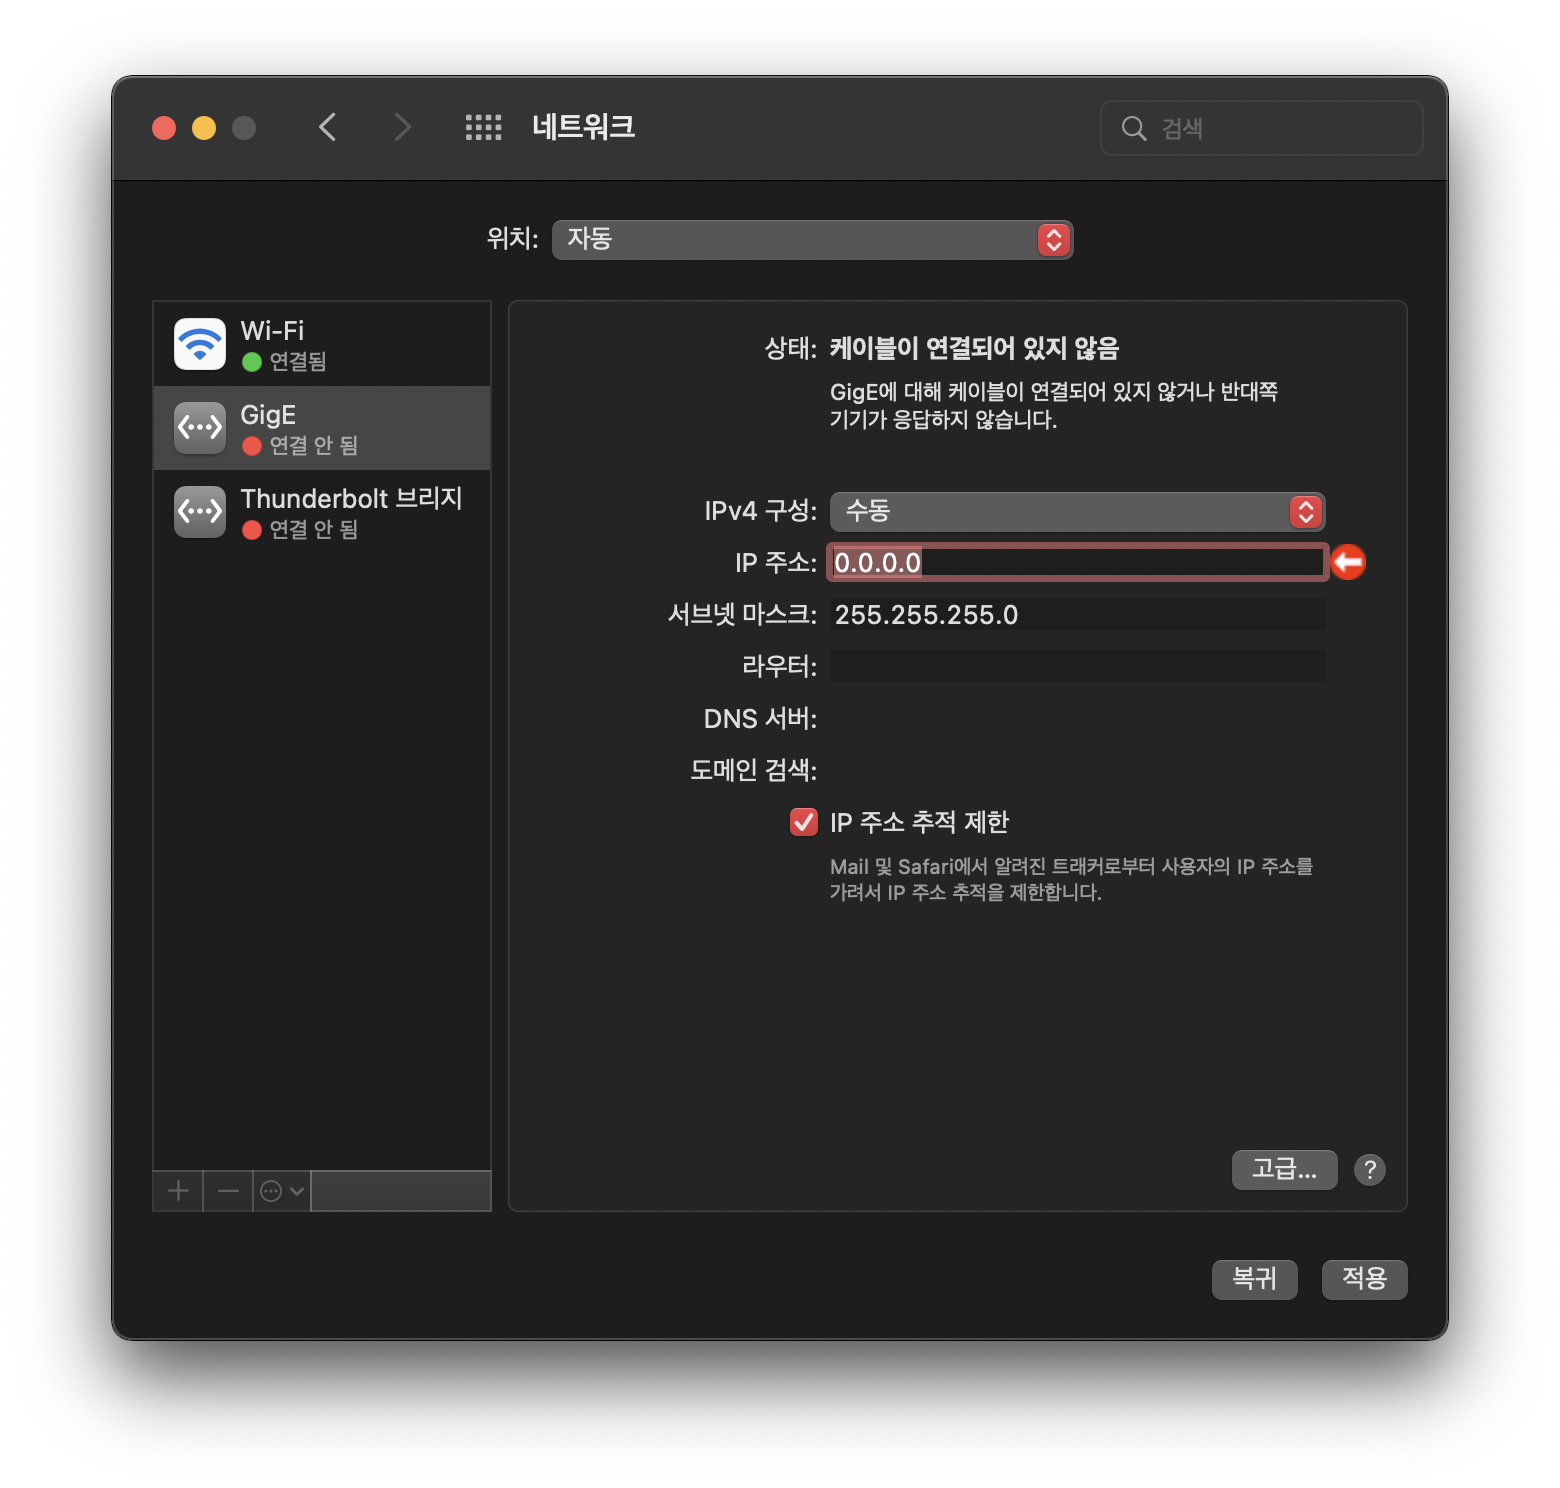 네트워크
검색
위치: 자동
Wi-Fi
연결됨
GigE
연결 안 됨
Thunderbolt 브리지
연결 안 됨
상태: 케이블이 연결되어 있지 않음
GigE에 대해 케이블이 연결되어 있지 않거나 반대쪽
기기가 응답하지 않습니다.
IPv4 구성: 수동
IP 주소: 0.0.0.0
서브넷 마스크: 255.255.255.0
라우터:
DNS 서버:
도메인 검색:
IP 주소 추적 제한
Mail 및 Safari에서 알려진 트래커로부터 사용자의 IP 주소를
가려서 IP 주소 추적을 제한합니다.
고급... ?
복귀 적용